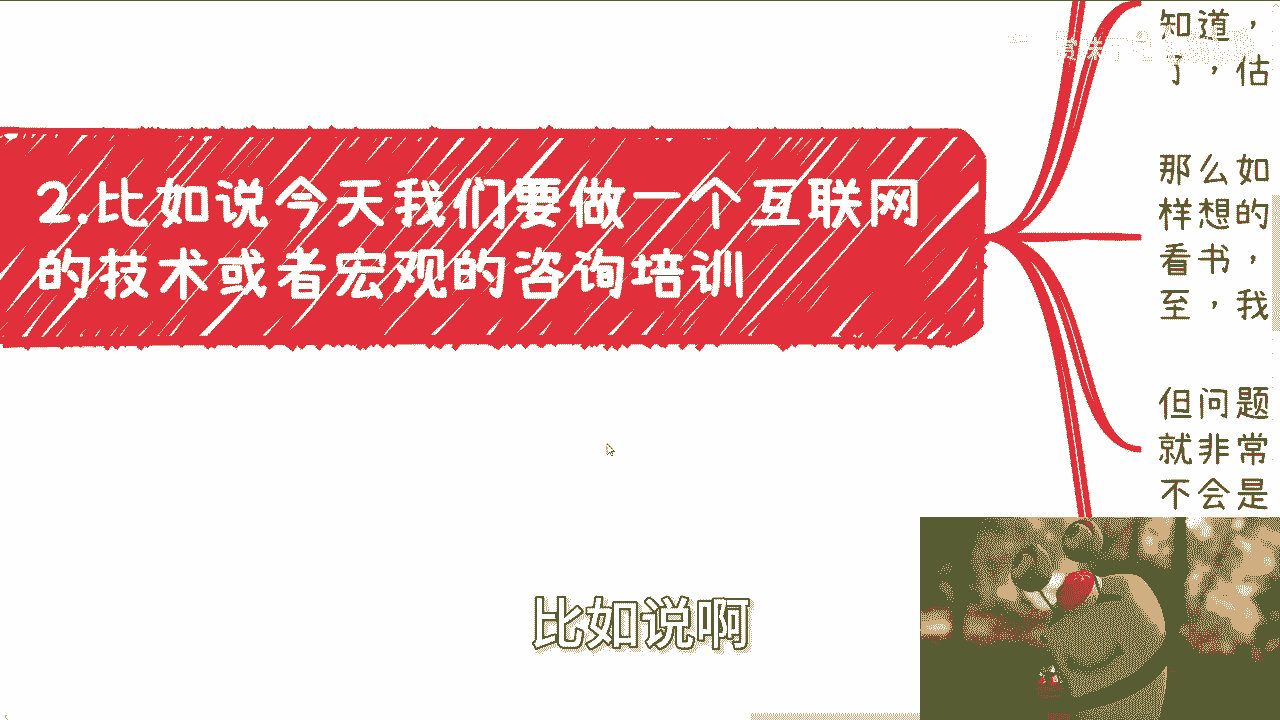 知道，
了，估
2.比如说今天我们要做一个互联网
的技术或者宏观的咨询培训
那么如
样想的
看书，
至，我
但问题
就非常
不会是
比如说啊